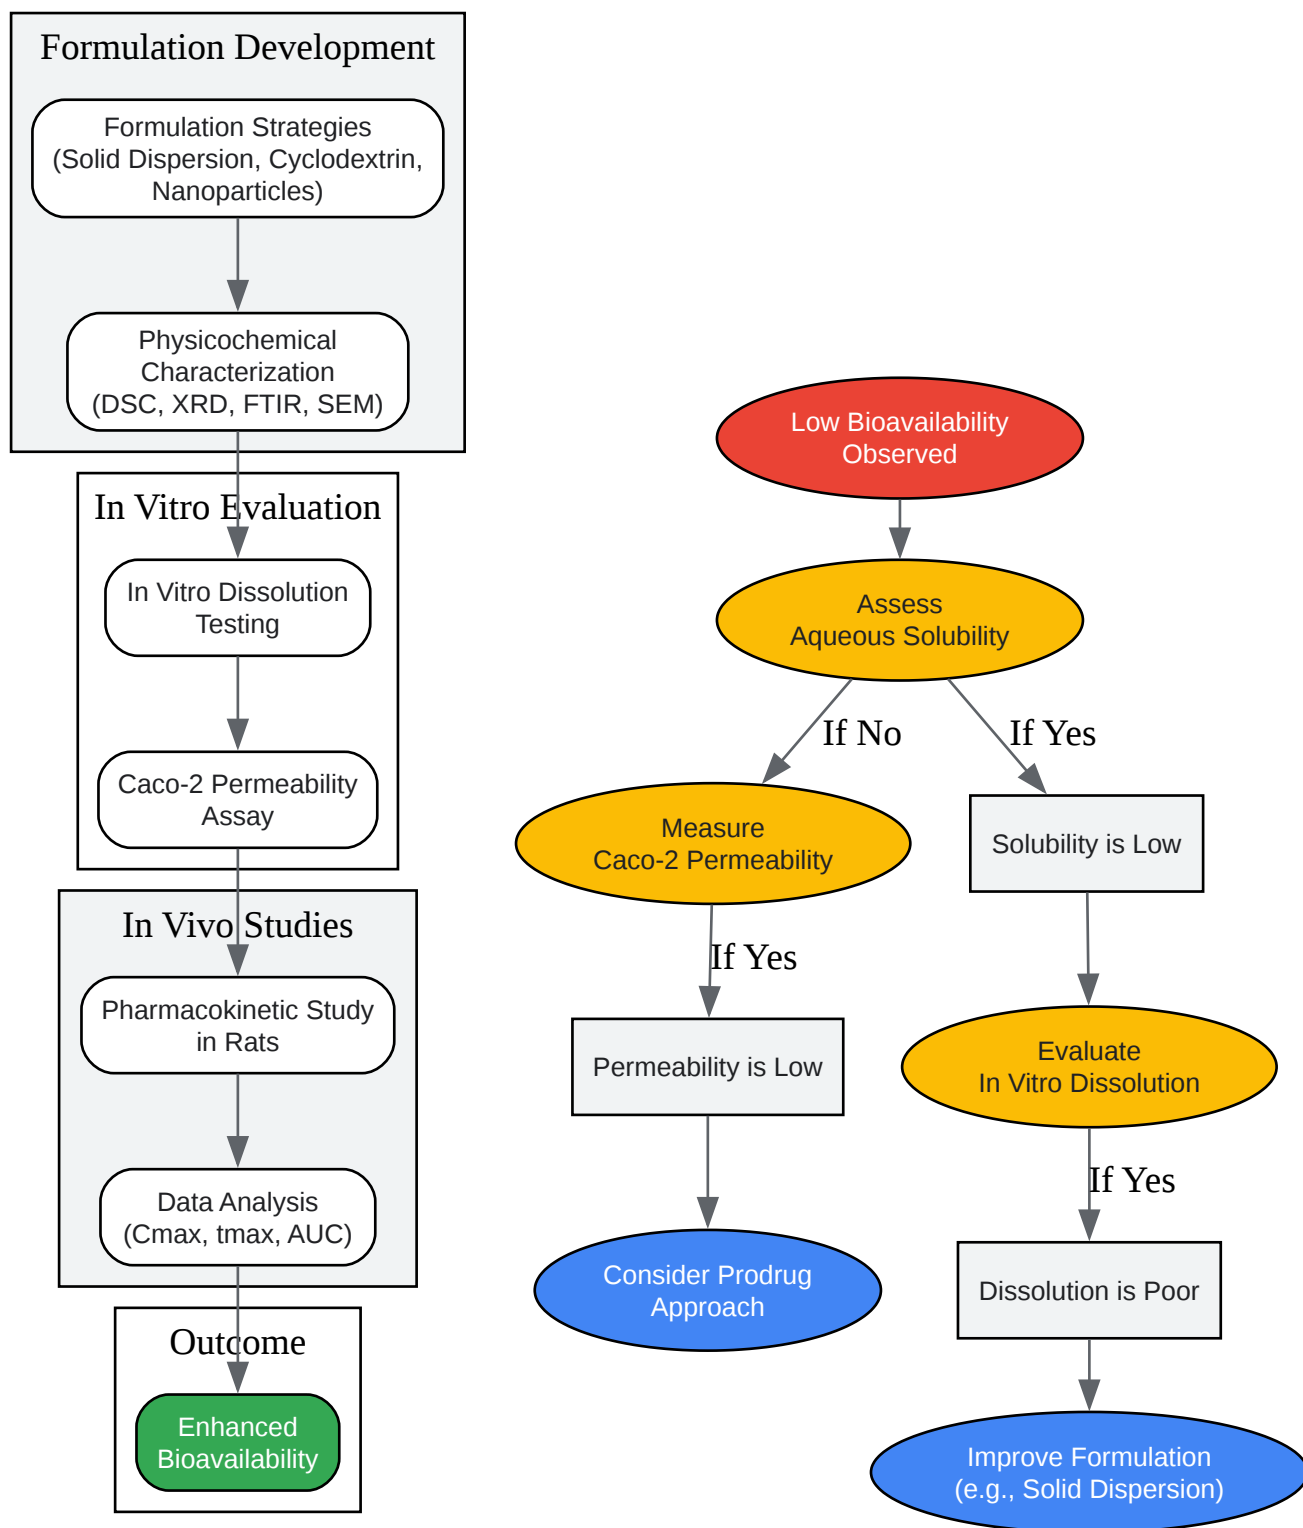 Formulation Development
Formulation Strategies
(Solid Dispersion, Cyclodextrin,
Nanoparticles)
Physicochemical
Characterization
(DSC, XRD, FTIR, SEM)
In Vitro Evaluation
In Vitro Dissolution
Testing
Caco-2 Permeability
Assay
In Vivo Studies
Pharmacokinetic Study
in Rats
Data Analysis
(Cmax, tmax, AUC)
Outcome
Enhanced
Bioavailability
Low Bioavailability
Observed
Assess
Aqueous Solubility
If No
If Yes
Measure
Caco-2 Permeability
Solubility is Low
If Yes
Permeability is Low
Evaluate
In Vitro Dissolution
If Yes
Consider Prodrug
Approach
Dissolution is Poor
Improve Formulation
(e.g., Solid Dispersion)